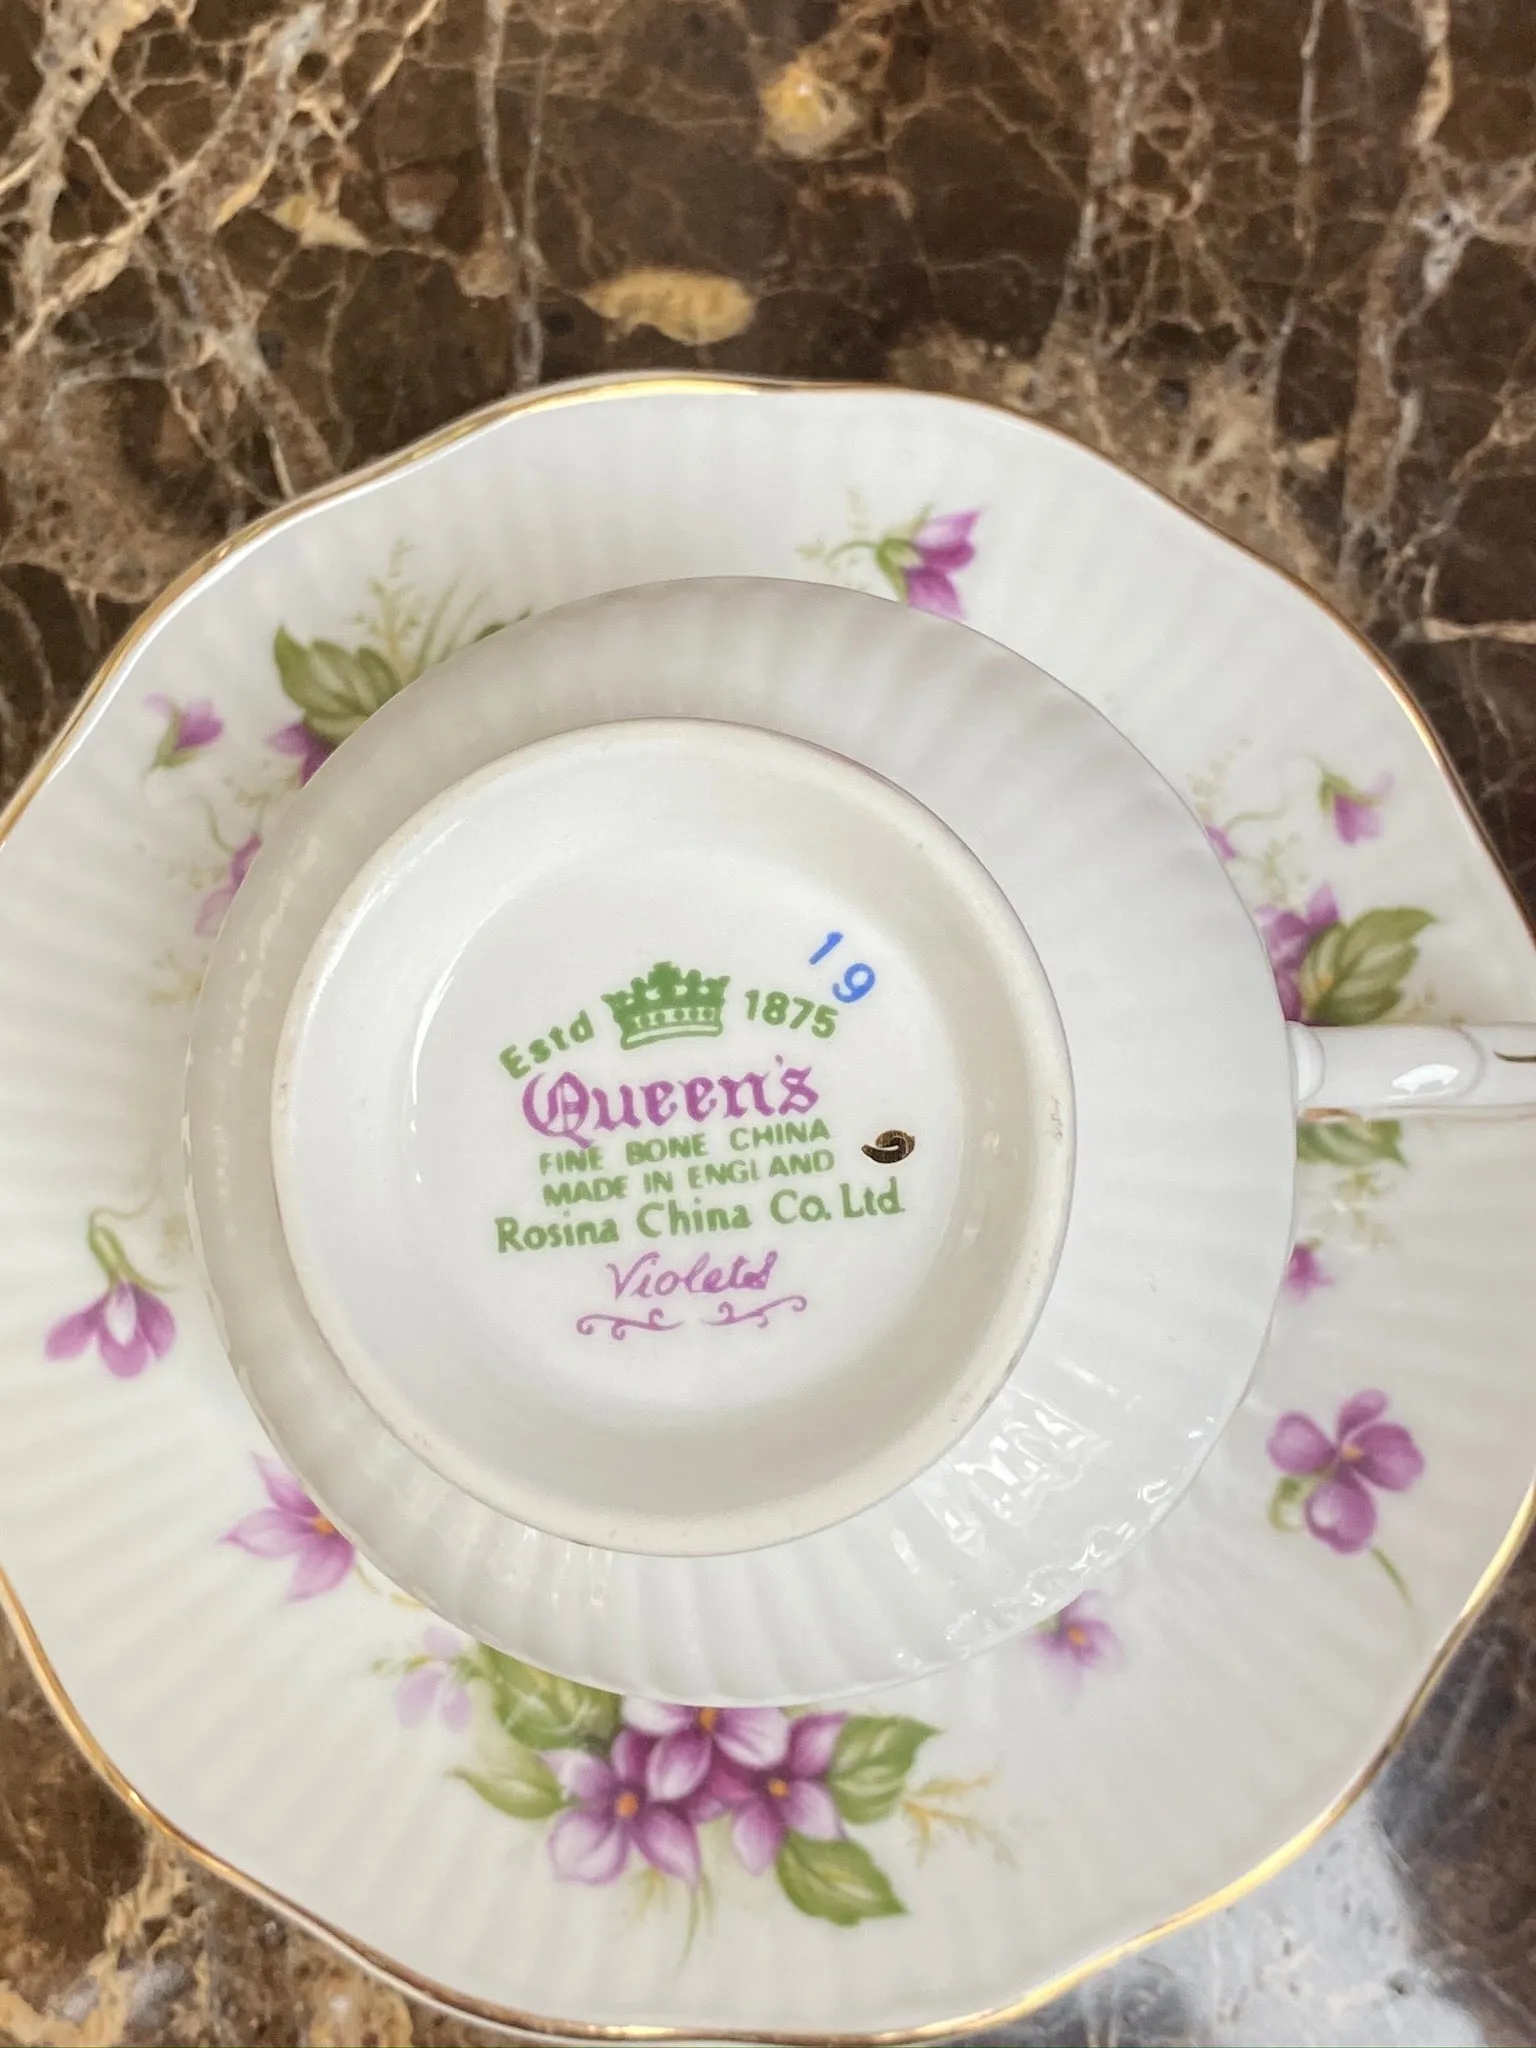 19
Estd 1875
Queen's
FINE BONE CHINA
MADE IN ENGLAND
Rosina China Co. Ltd
Violets